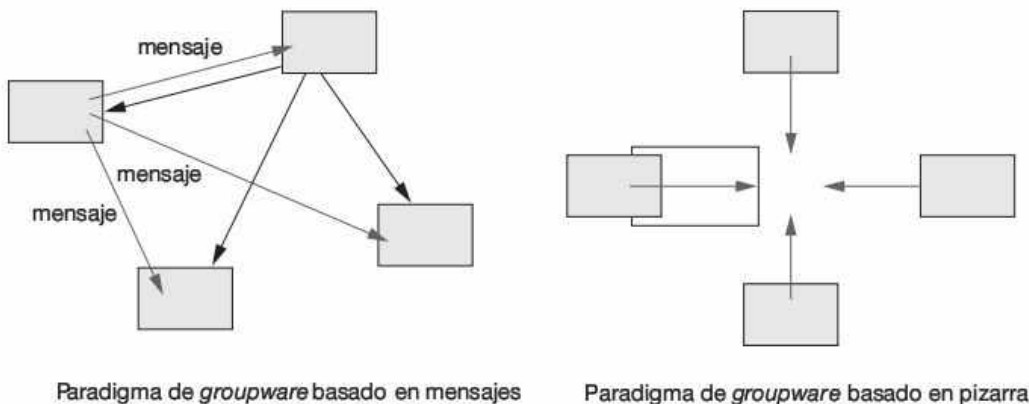 mensaje
mensaje
mensaje
Paradigma de groupware basado en mensajes
Paradigma de groupware basado en pizarra